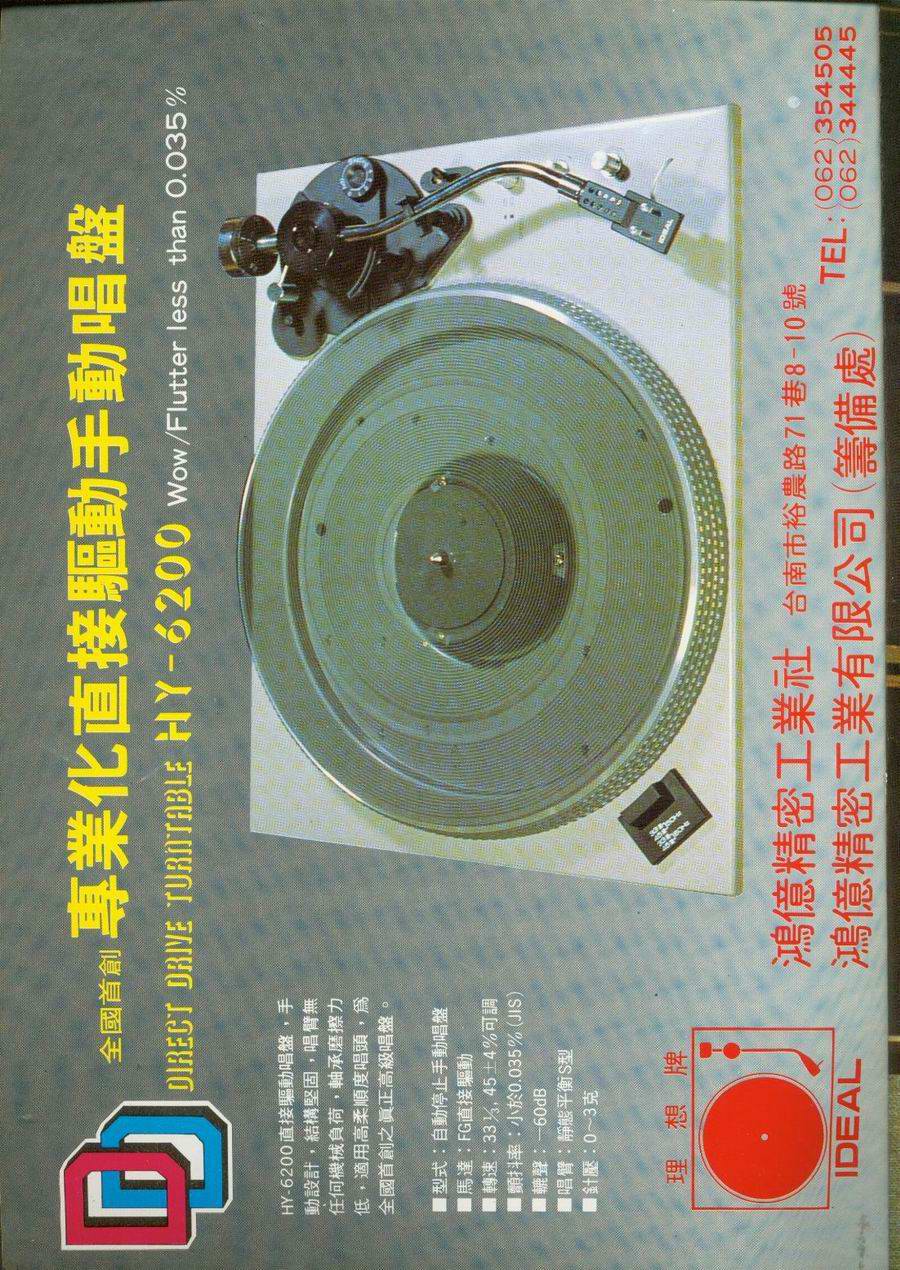 全國首創 專業化直接驅動手動唱盤
DIRECT DRIVE TURNTABLE HY-6200 Wow/Flutter less than 0.035%
HY-6200直接驅動唱盤，手
動設計，結構堅固，唱臂無
任何機械負荷，軸承磨擦力
低，適用高柔順度唱頭，爲
全國首創之眞正高級唱盤。
■型式：自動停止手動唱盤
■馬達：FG直接驅動
■轉速：33⅓,45±4%可調
■顫抖率：小於0.035%(JIS)
■轆聲：-60dB
■唱臂：靜態平衡S型
■針壓：0～3克
IDEAL
理想牌
IDEAL
鴻億精密工業社 台南市裕農路71巷8-10號
鴻億精密工業有限公司(籌備處)
TEL:(062)354505
(062)344445